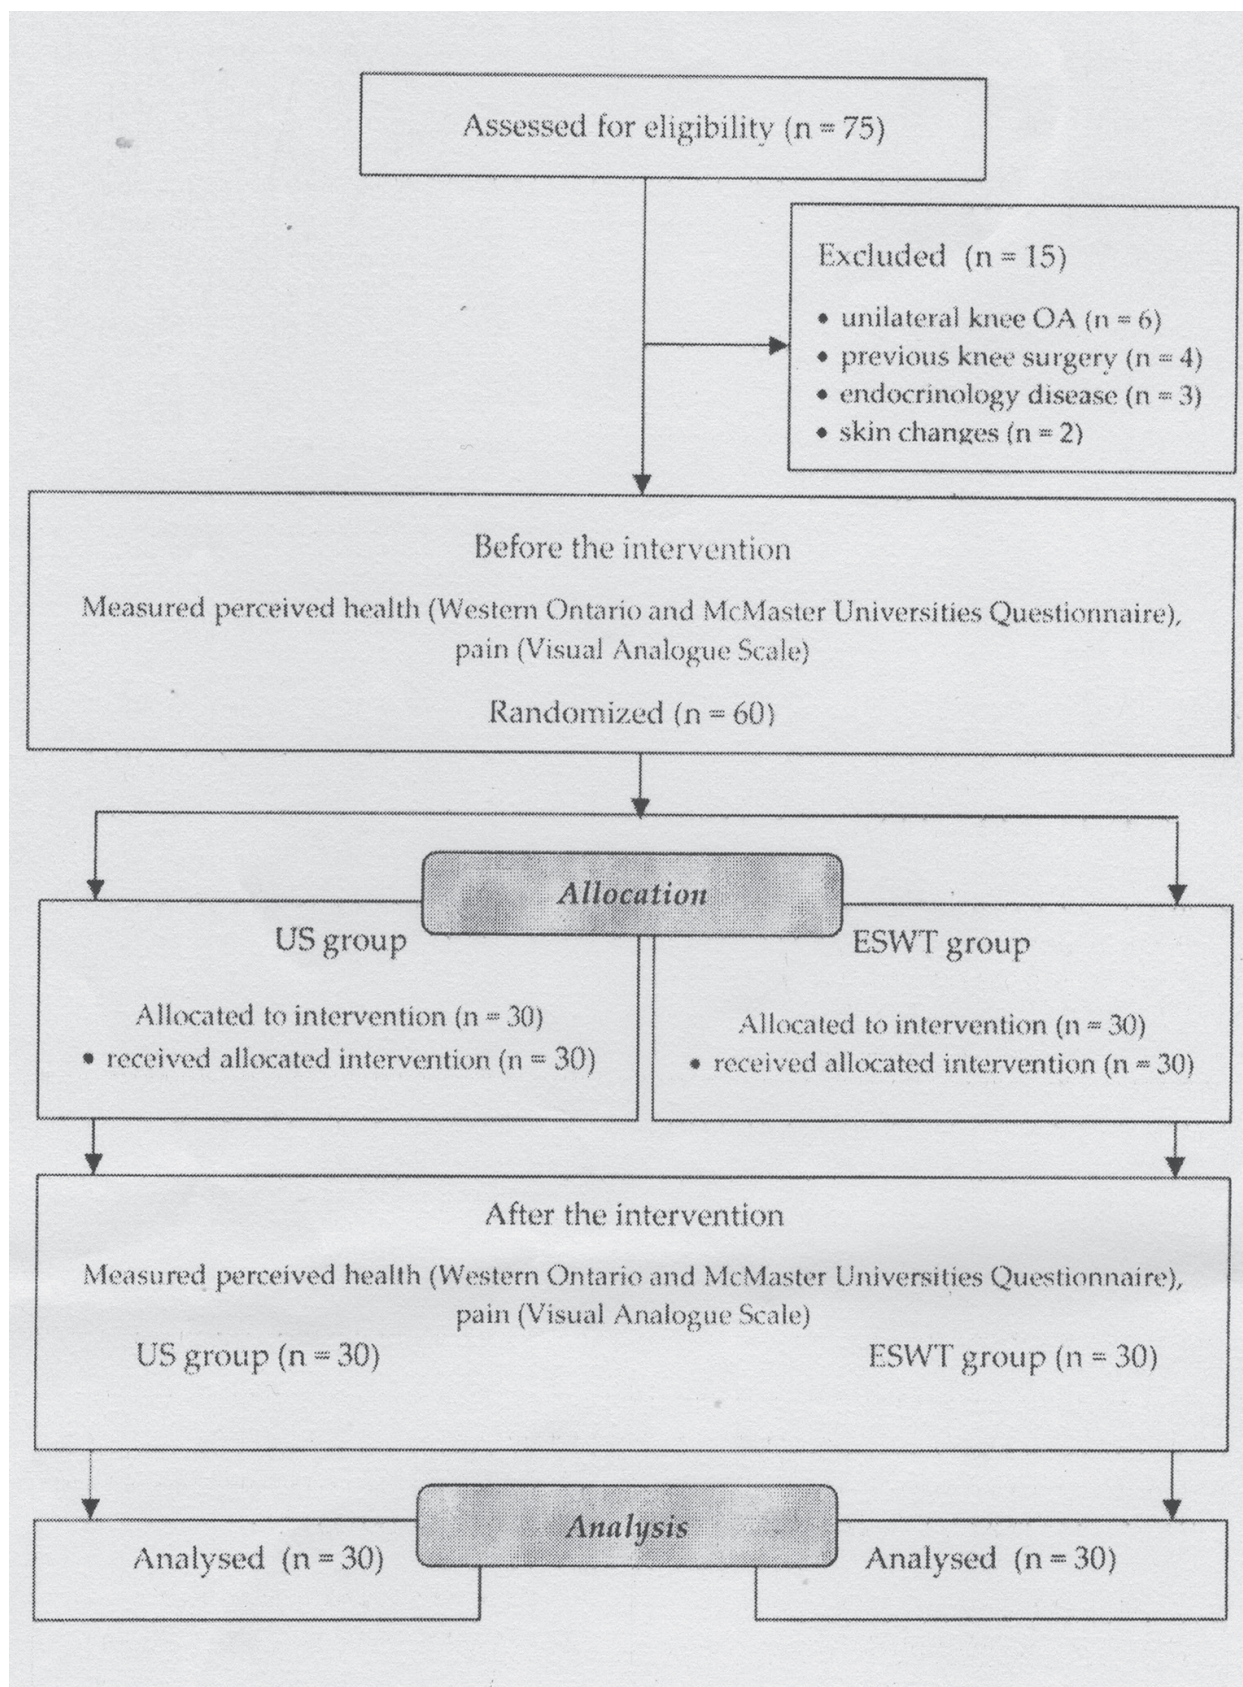 Assessed for eligibility (n = 75)
Excluded (n = 15)
• unilateral knee OA (n = 6)
• previous knee surgery (n = 4)
• endocrinology disease (n = 3)
• skin changes (n = 2)
Before the intervention
Measured perceived health (Western Ontario and McMaster Universities Questionnaire),
pain (Visual Analogue Scale)
Randomized (n = 60)
Allocation
US group
Allocated to intervention (n = 30)
• received allocated intervention (n = 30)
ESWT group
Allocated to intervention (n = 30)
• received allocated intervention (n = 30)
After the intervention
Measured perceived health (Western Ontario and McMaster Universities Questionnaire),
pain (Visual Analogue Scale)
US group (n = 30)
ESWT group (n = 30)
Analysis
Analysed (n = 30)
Analysed (n = 30)